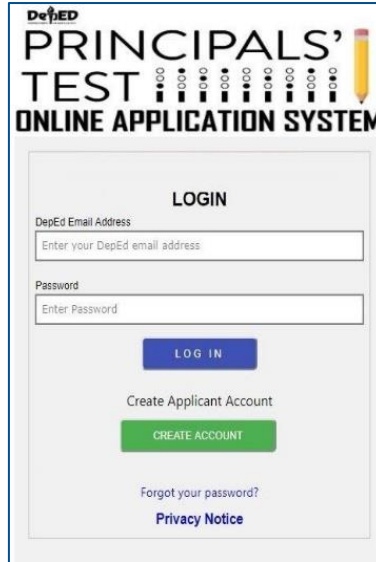 DepED
PRINCIPALS'
TEST
ONLINE APPLICATION SYSTEM
LOGIN
DepEd Email Address
Enter your DepEd email address
Password
Enter Password
LOG IN
Create Applicant Account
CREATE ACCOUNT
Forgot your password?
Privacy Notice